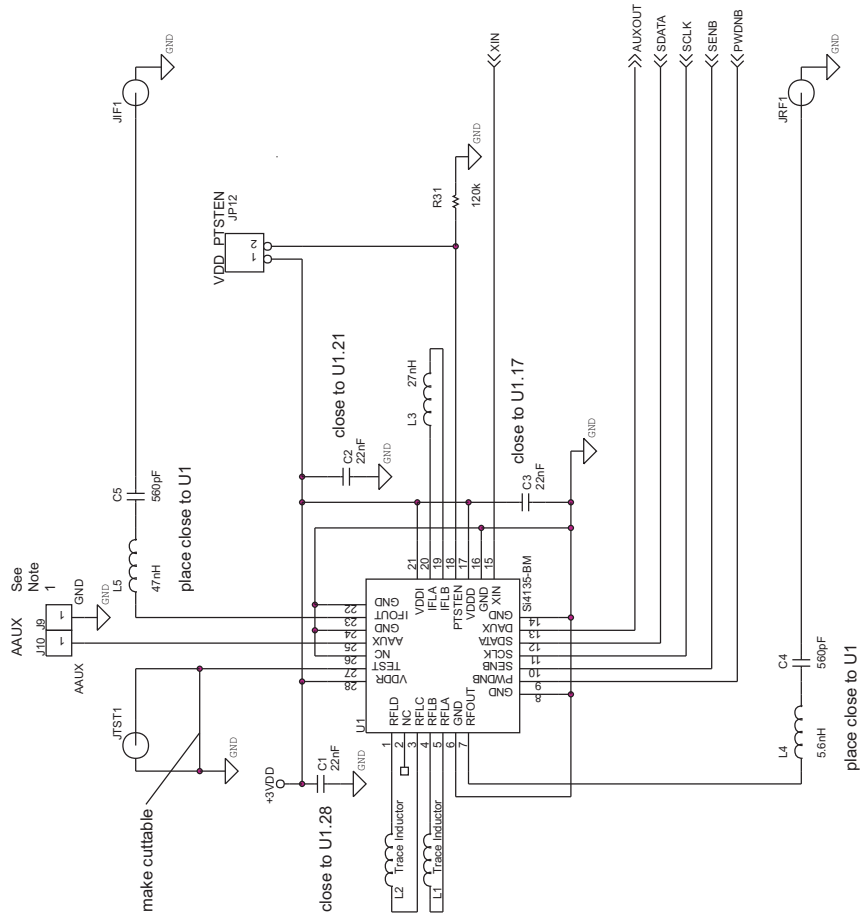 AAUX
See
Note
1
J10
J9
1
1
AAUX
GND
GND
JTST1
GND
make cuttable
L5
47nH
C5
560pF
place close to U1
JIF1
GND
VDD_PTSTEN
JP12
1
2
+3VDD
C1
22nF
GND
close to U1.28
C2
22nF
GND
close to U1.21
L3
27nH
R31
120k
GND
C3
22nF
close to U1.17
GND
XIN
L2
Trace Inductor
L1
Trace Inductor
U1
Si4135-BM
1
RFLD
2
NC
3
RFLC
4
RFLB
5
RFLA
6
GND
7
RFOUT
8
GND
9
PWDNB
10
SENB
11
SCLK
12
SDATA
13
DAUX
14
GND
15
XIN
16
GND
17
VDDD
18
PTSTEN
19
IFLB
20
IFLA
21
VDDI
22
GND
23
IFOUT
24
GND
25
AAUX
26
NC
27
TEST
28
VDDR
AUXOUT
SDATA
SCLK
SENB
PWDNB
L4
5.6nH
C4
560pF
place close to U1
JRF1
GND